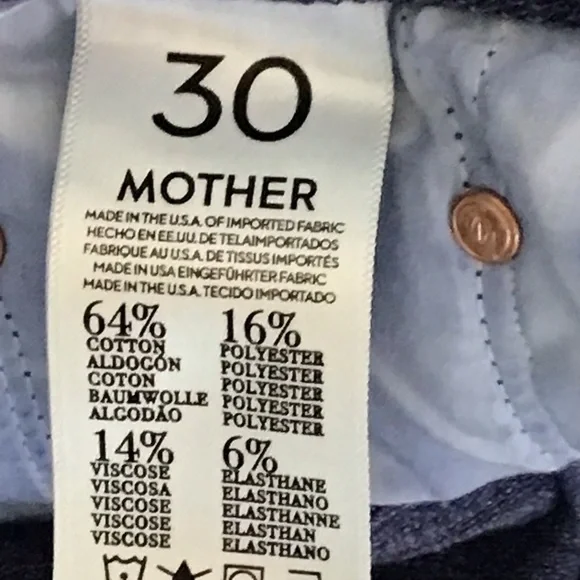 30
MOTHER
MADE IN THE U.S.A. OF IMPORTED FABRIC
HECHO EN EE.UU. DE TELAIMPORTADOS
FABRIQUE AU U.S.A. DE TISSUS IMPORTÉS
MADE IN USA EINGEFÜHRTER FABRIC
MADE IN THE U.S.A. TECIDO IMPORTADO
64%
COTTON
ALDOGÓN
COTON
BAUMWOLLE
ALGODÃO
16%
POLYESTER
POLYESTER
POLYESTER
POLYESTER
POLYESTER
14%
VISCOSE
VISCOSA
VISCOSE
VISCOSE
VISCOSE
6%
ELASTHANE
ELASTHANO
ELASTHANNE
ELASTHAN
ELASTHANO
M